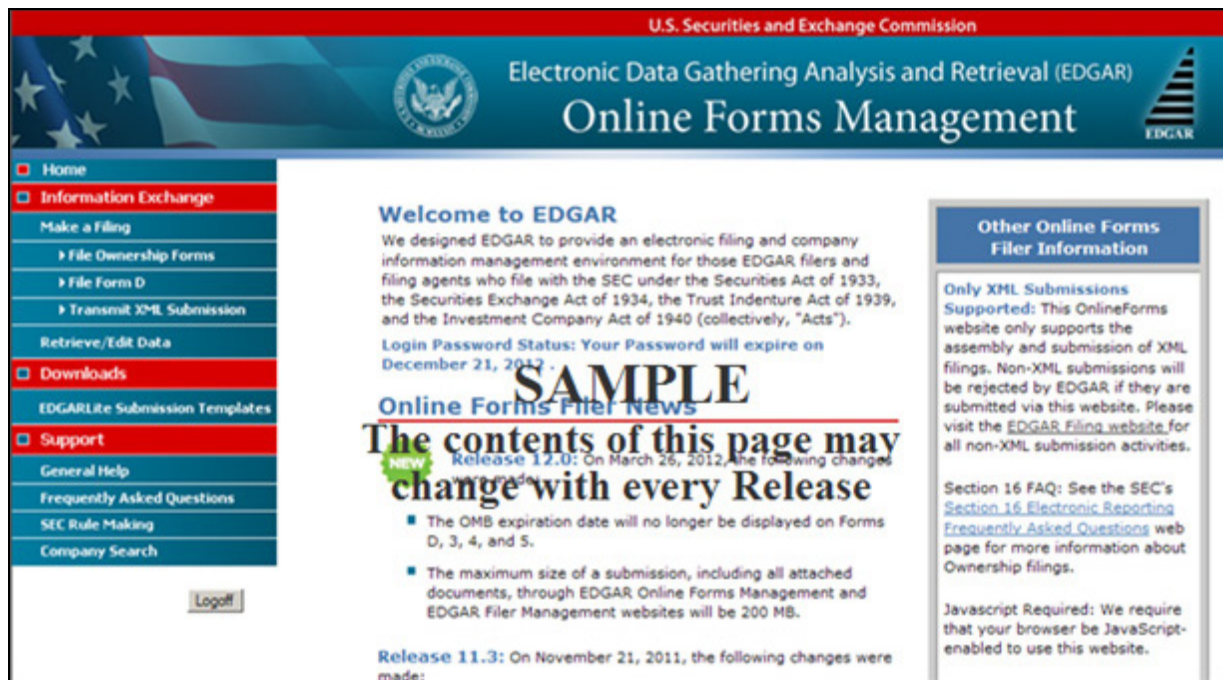 U.S. Securities and Exchange Commission
Electronic Data Gathering Analysis and Retrieval (EDGAR)
Online Forms Management
EDGAR
Home
Information Exchange
Make a Filing
File Ownership Forms
File Form D
Transmit XML Submission
Retrieve/Edit Data
Downloads
EDGARLite Submission Templates
Support
General Help
Frequently Asked Questions
SEC Rule Making
Company Search
Logoff
Welcome to EDGAR
We designed EDGAR to provide an electronic filing and company
information management environment for those EDGAR filers and
filing agents who file with the SEC under the Securities Act of 1933,
the Securities Exchange Act of 1934, the Trust Indenture Act of 1939,
and the Investment Company Act of 1940 (collectively, "Acts").
Login Password Status: Your Password will expire on
December 21, 2012 .
SAMPLE
Online Forms Filer News
The contents of this page may
NEW
Release 12.0: On March 26, 2012, the following changes
were made:
change with every Release
The OMB expiration date will no longer be displayed on Forms
D, 3, 4, and 5.
The maximum size of a submission, including all attached
documents, through EDGAR Online Forms Management and
EDGAR Filer Management websites will be 200 MB.
Release 11.3: On November 21, 2011, the following changes were
made:
Other Online Forms
Filer Information
Only XML Submissions
Supported: This OnlineForms
website only supports the
assembly and submission of XML
filings. Non-XML submissions will
be rejected by EDGAR if they are
submitted via this website. Please
visit the EDGAR Filing website for
all non-XML submission activities.
Section 16 FAQ: See the SEC's
Section 16 Electronic Reporting
Frequently Asked Questions web
page for more information about
Ownership filings.
Javascript Required: We require
that your browser be JavaScript-
enabled to use this website.